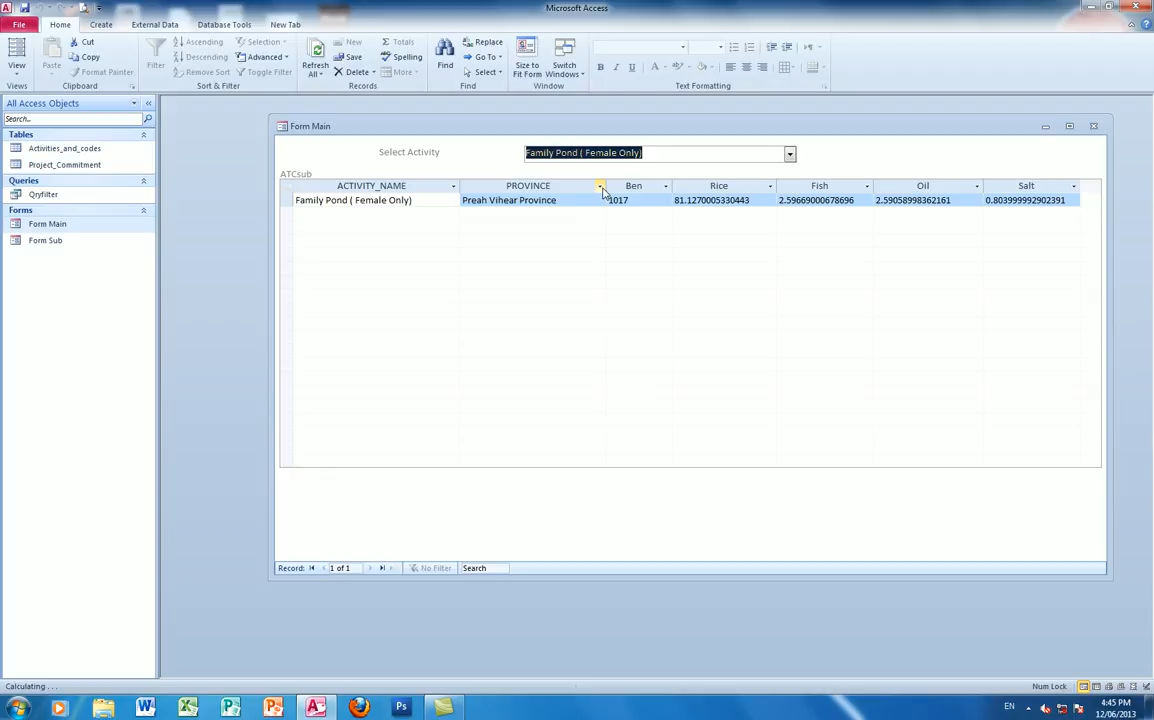 Microsoft Access
File Home Create External Data Database Tools New Tab
View Paste Cut Copy Format Painter Clipboard
Filter Ascending Descending Remove Sort Selection Advanced Toggle Filter Sort & Filter
Refresh All New Save Delete Totals Spelling More Records
Find Replace Go To Select Find
Size to Fit Form Switch Windows Window
Text Formatting
All Access Objects
Search...
Tables
Activities_and_codes
Project_Commitment
Queries
Qryfilter
Forms
Form Main
Form Sub
Form Main
Select Activity Family Pond ( Female Only)
ATCsub
ACTIVITY_NAME PROVINCE Ben Rice Fish Oil Salt
Family Pond ( Female Only) Preah Vihear Province 1017 81.1270005330443 2.59669000678696 2.59058998362161 0.803999992902391
Record: 1 of 1 No Filter Search
Calculating . . . Num Lock
EN 4:45 PM
12/06/2013